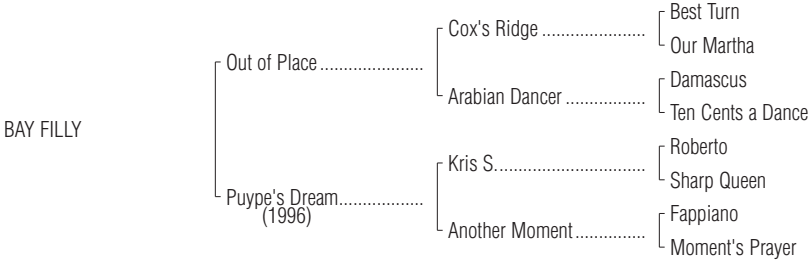 Best Turn
Cox's Ridge ......................
Our Martha
Out of Place ......................
Damascus
Arabian Dancer .................
Ten Cents a Dance
BAY FILLY
Roberto
Kris S. ...............................
Sharp Queen
Puype's Dream..................
(1996)
Fappiano
Another Moment...............
Moment's Prayer